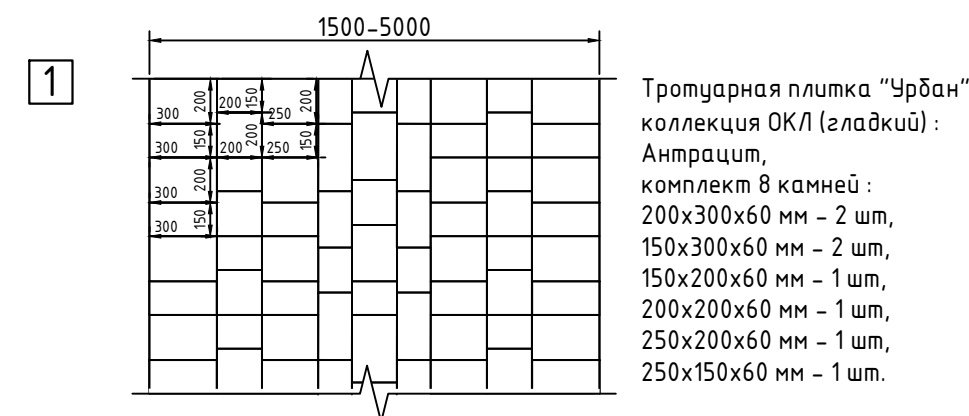 1500-5000
1
200 200 150 200
300 250
150 200 150
300 200 250
200
300
150
300
Тротуарная плитка "Урбан"
коллекция ОКЛ (гладкий) :
Антрацит,
комплект 8 камней :
200х300х60 мм – 2 шт,
150х300х60 мм – 2 шт,
150х200х60 мм – 1 шт,
200х200х60 мм – 1 шт,
250х200х60 мм – 1 шт,
250х150х60 мм – 1 шт.